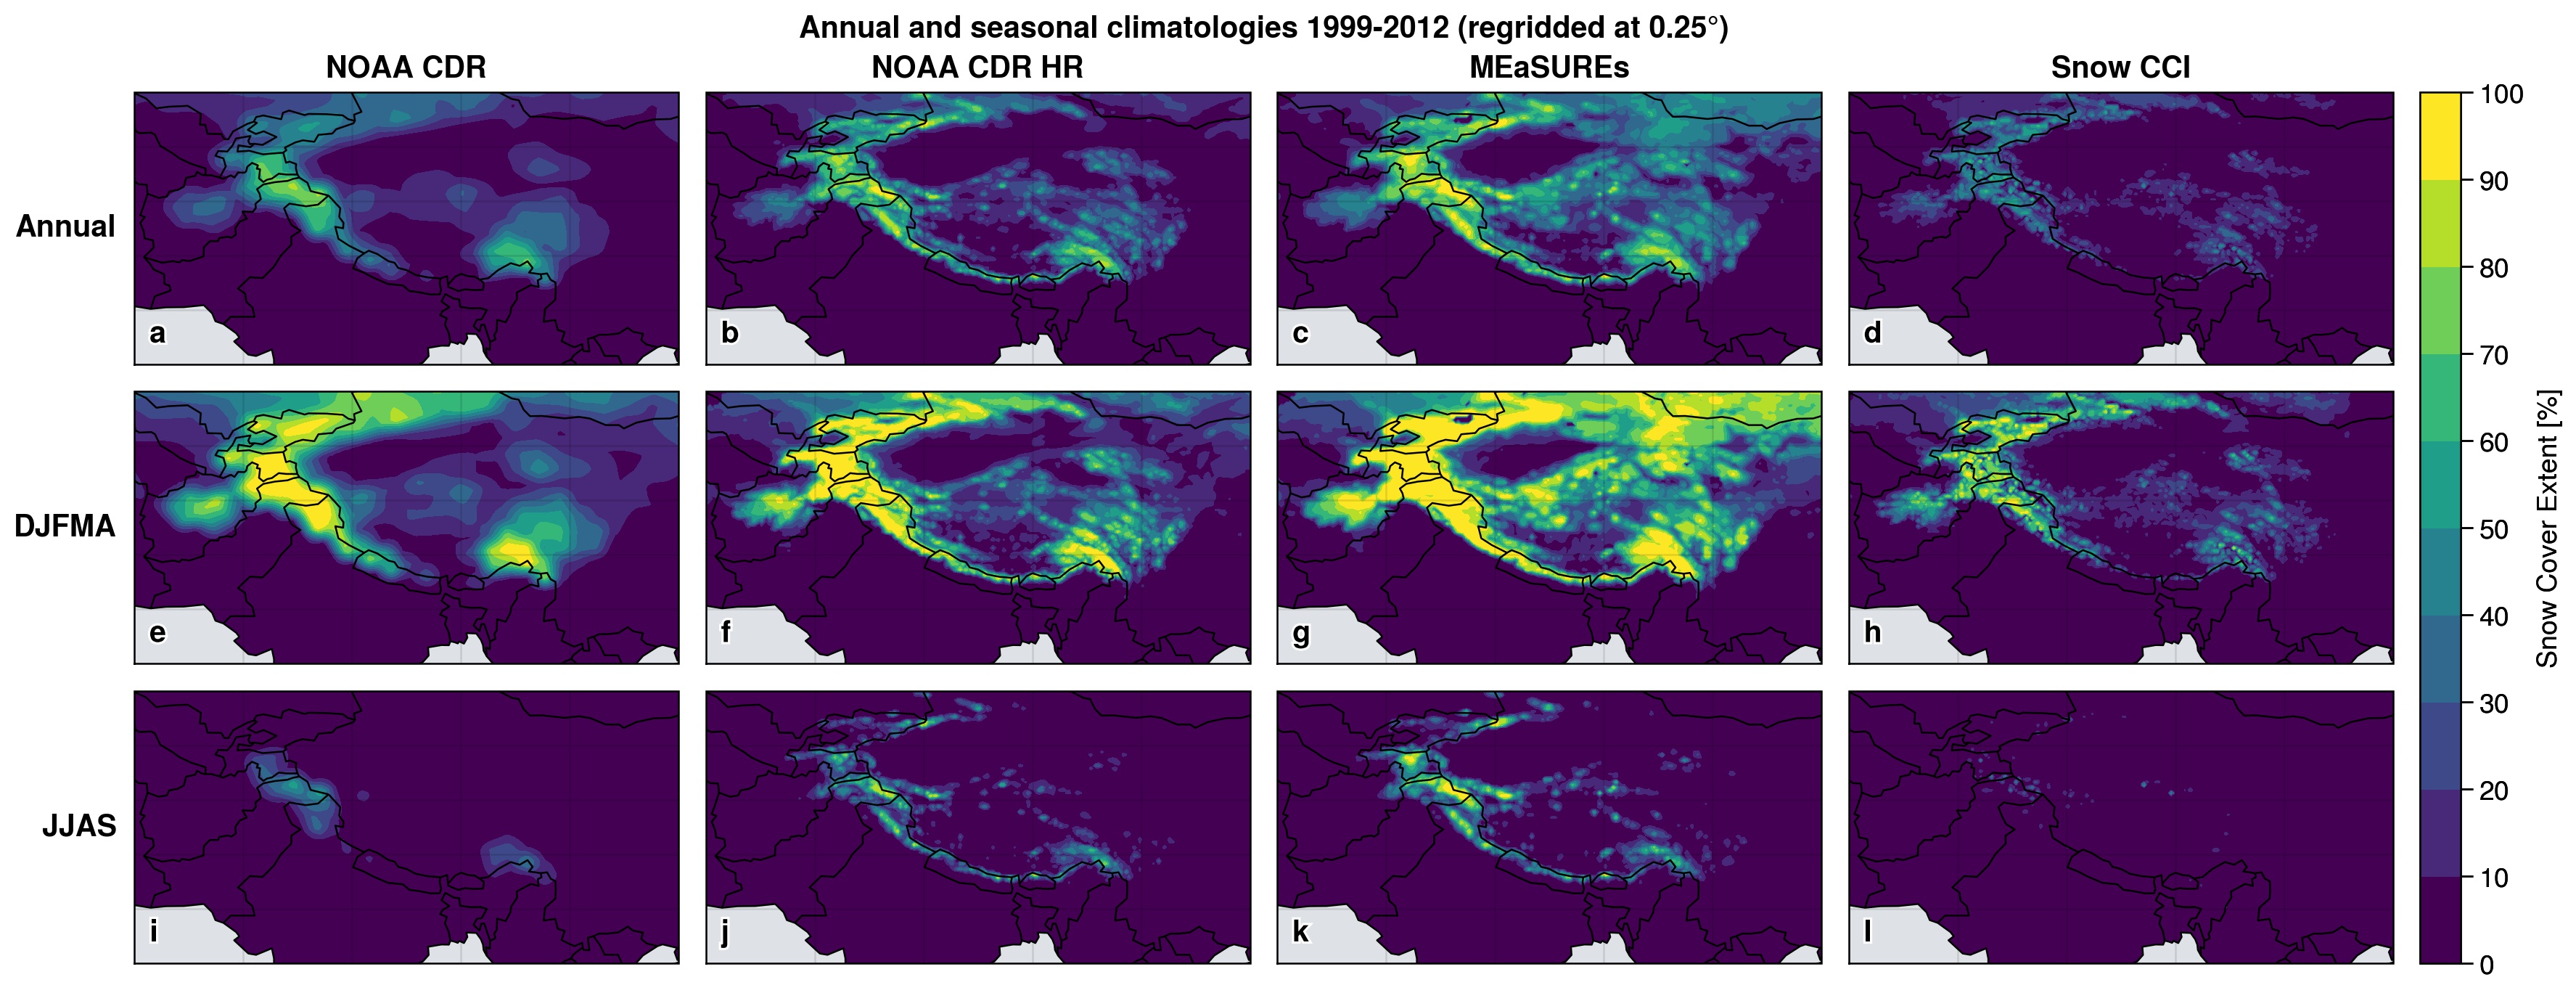 Annual and seasonal climatologies 1999-2012 (regridded at 0.25°)
NOAA CDR
NOAA CDR HR
MEaSUREs
Snow CCI
Annual
a
b
c
d
DJFMA
e
f
g
h
JJAS
i
j
k
l
100
90
80
70
60
50
40
30
20
10
0
Snow Cover Extent [%]